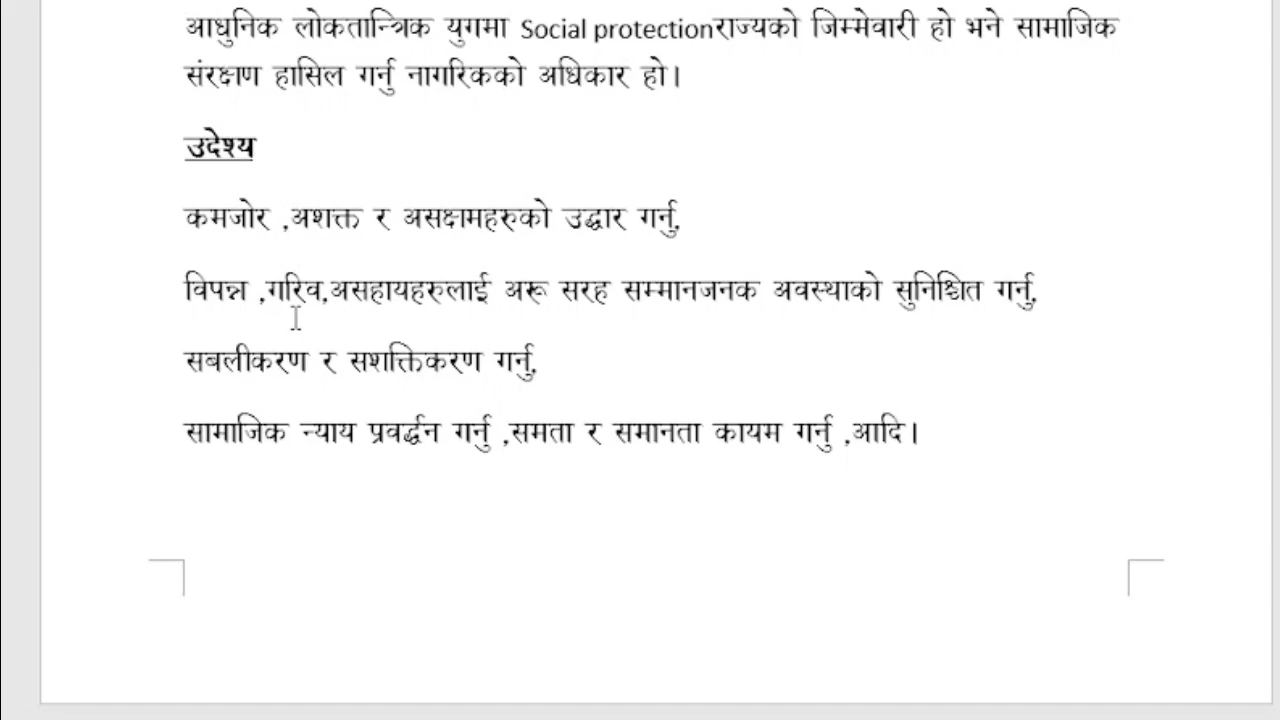 आधुनिक लोकतान्त्रिक युगमा Social protectionराज्यको जिम्मेवारी हो भने सामाजिक
संरक्षण हासिल गर्नु नागरिकको अधिकार हो।
उदेश्य
कमजोर ,अशक्त र असक्षमहरुको उद्धार गर्नु,
विपन्न ,गरिव,असहायहरुलाई अरू सरह सम्मानजनक अवस्थाको सुनिश्चित गर्नु,
सबलीकरण र सशक्तिकरण गर्नु,
सामाजिक न्याय प्रवर्द्धन गर्नु ,समता र समानता कायम गर्नु ,आदि।